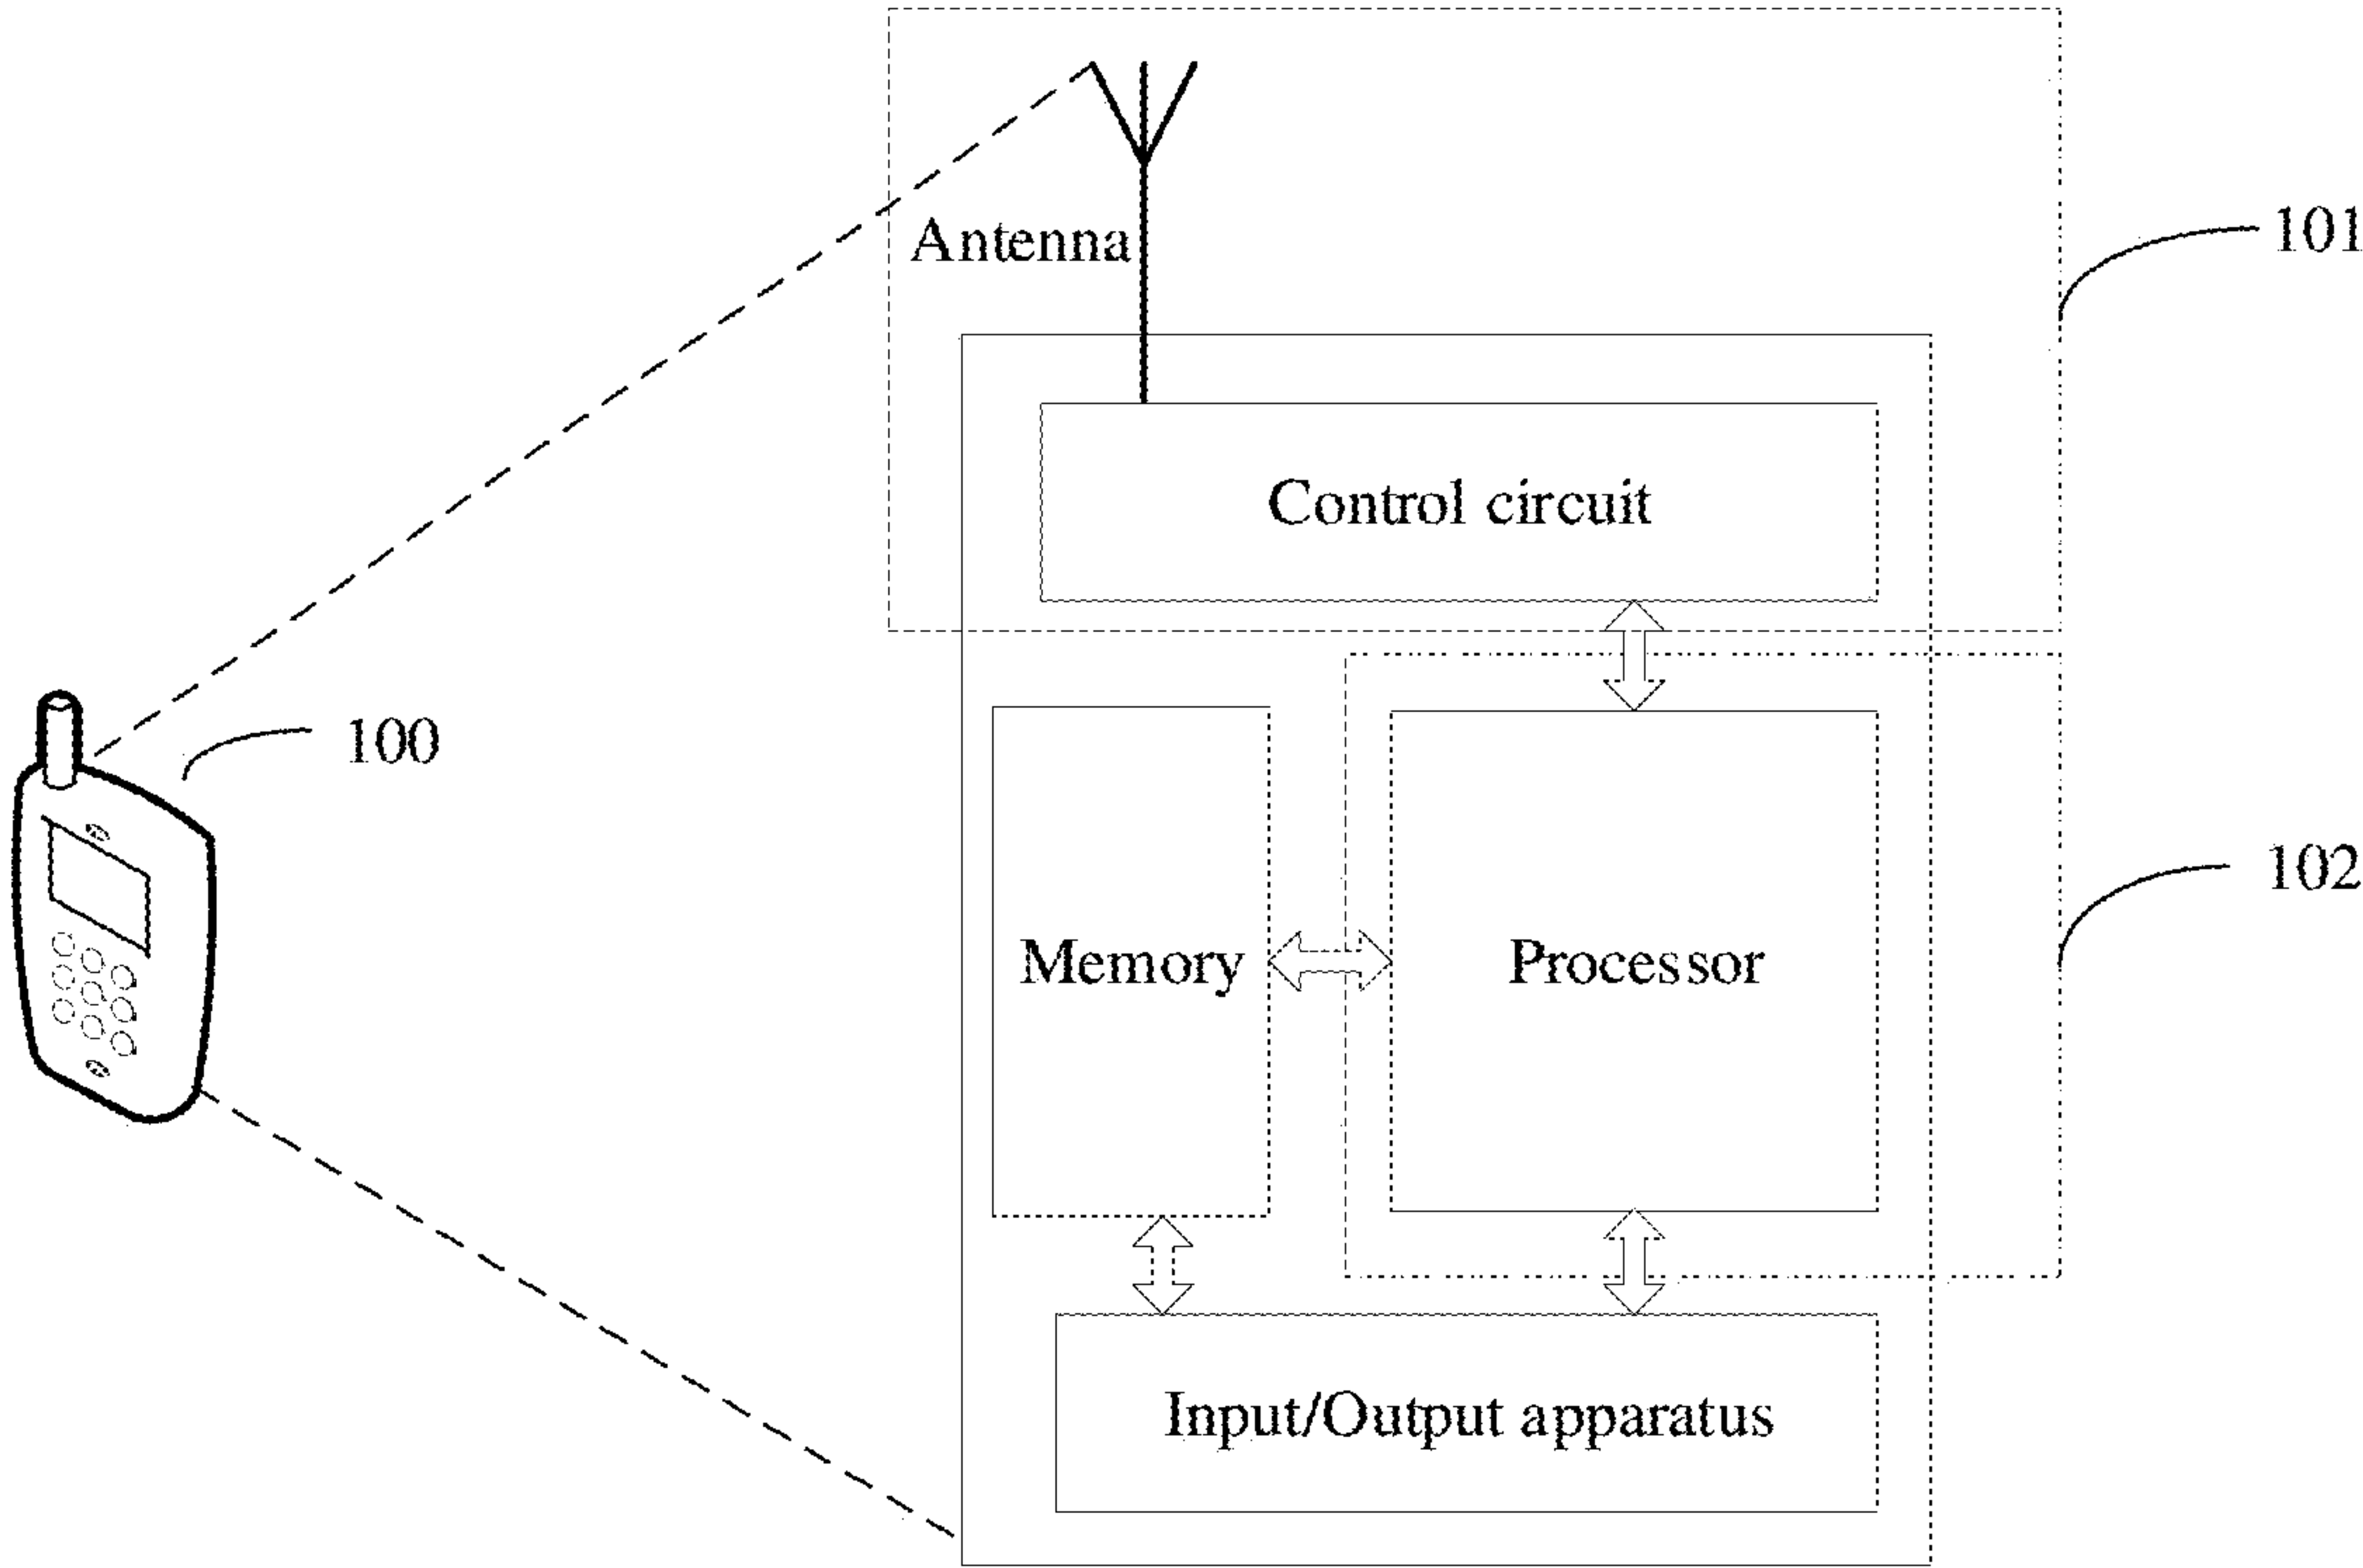 Antenna
101
Control circuit
100
102
Memory
Processor
Input/Output apparatus